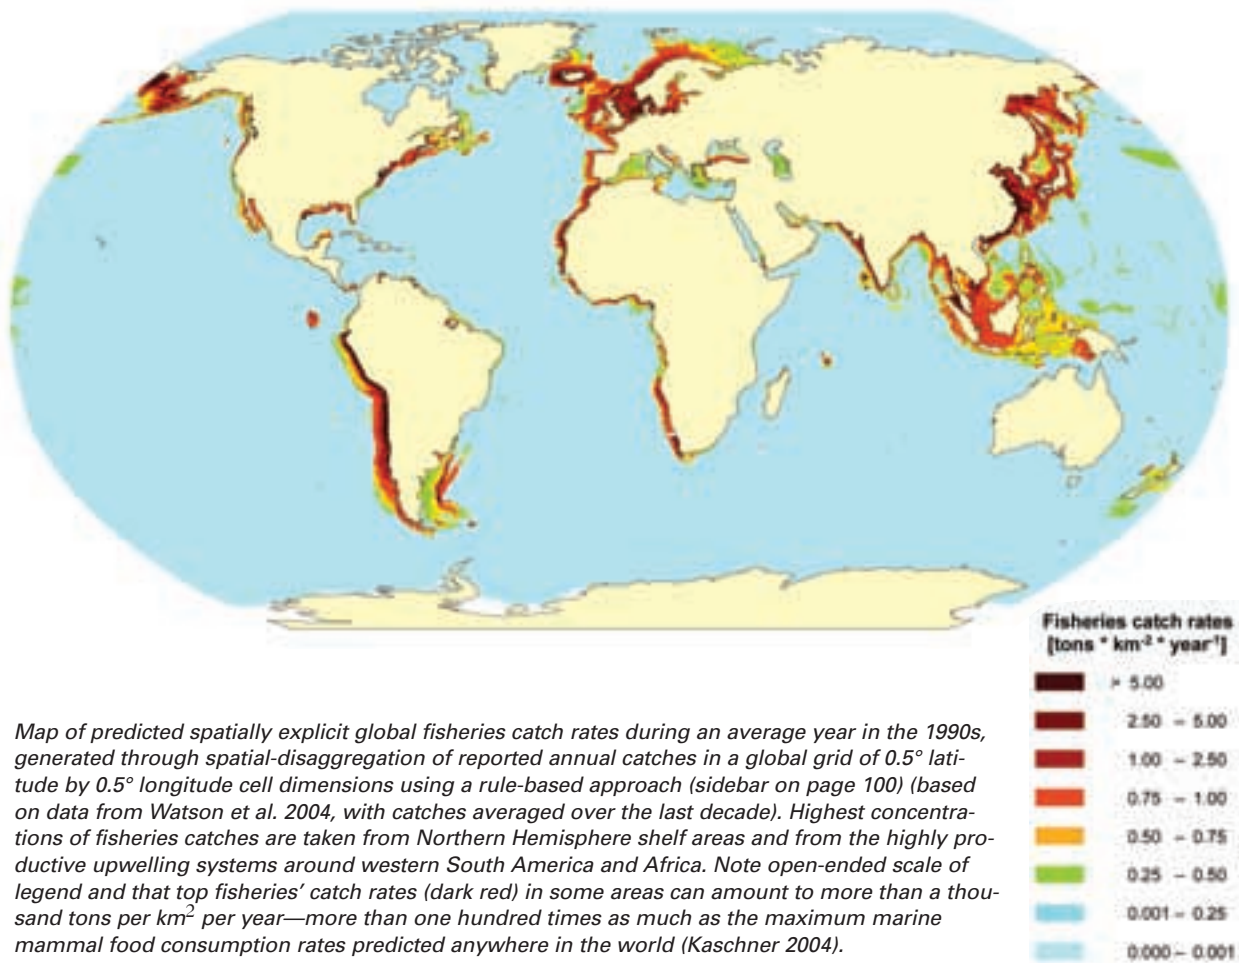 Fisheries catch rates
[tons * km-2 * year-1]
> 5.00
2.50 – 5.00
1.00 – 2.50
0.75 – 1.00
0.50 – 0.75
0.25 – 0.50
0.001 – 0.25
0.000 – 0.001
Map of predicted spatially explicit global fisheries catch rates during an average year in the 1990s,
generated through spatial-disaggregation of reported annual catches in a global grid of 0.5° lati-
tude by 0.5° longitude cell dimensions using a rule-based approach (sidebar on page 100) (based
on data from Watson et al. 2004, with catches averaged over the last decade). Highest concentra-
tions of fisheries catches are taken from Northern Hemisphere shelf areas and from the highly pro-
ductive upwelling systems around western South America and Africa. Note open-ended scale of
legend and that top fisheries’ catch rates (dark red) in some areas can amount to more than a thou-
sand tons per km² per year—more than one hundred times as much as the maximum marine
mammal food consumption rates predicted anywhere in the world (Kaschner 2004).